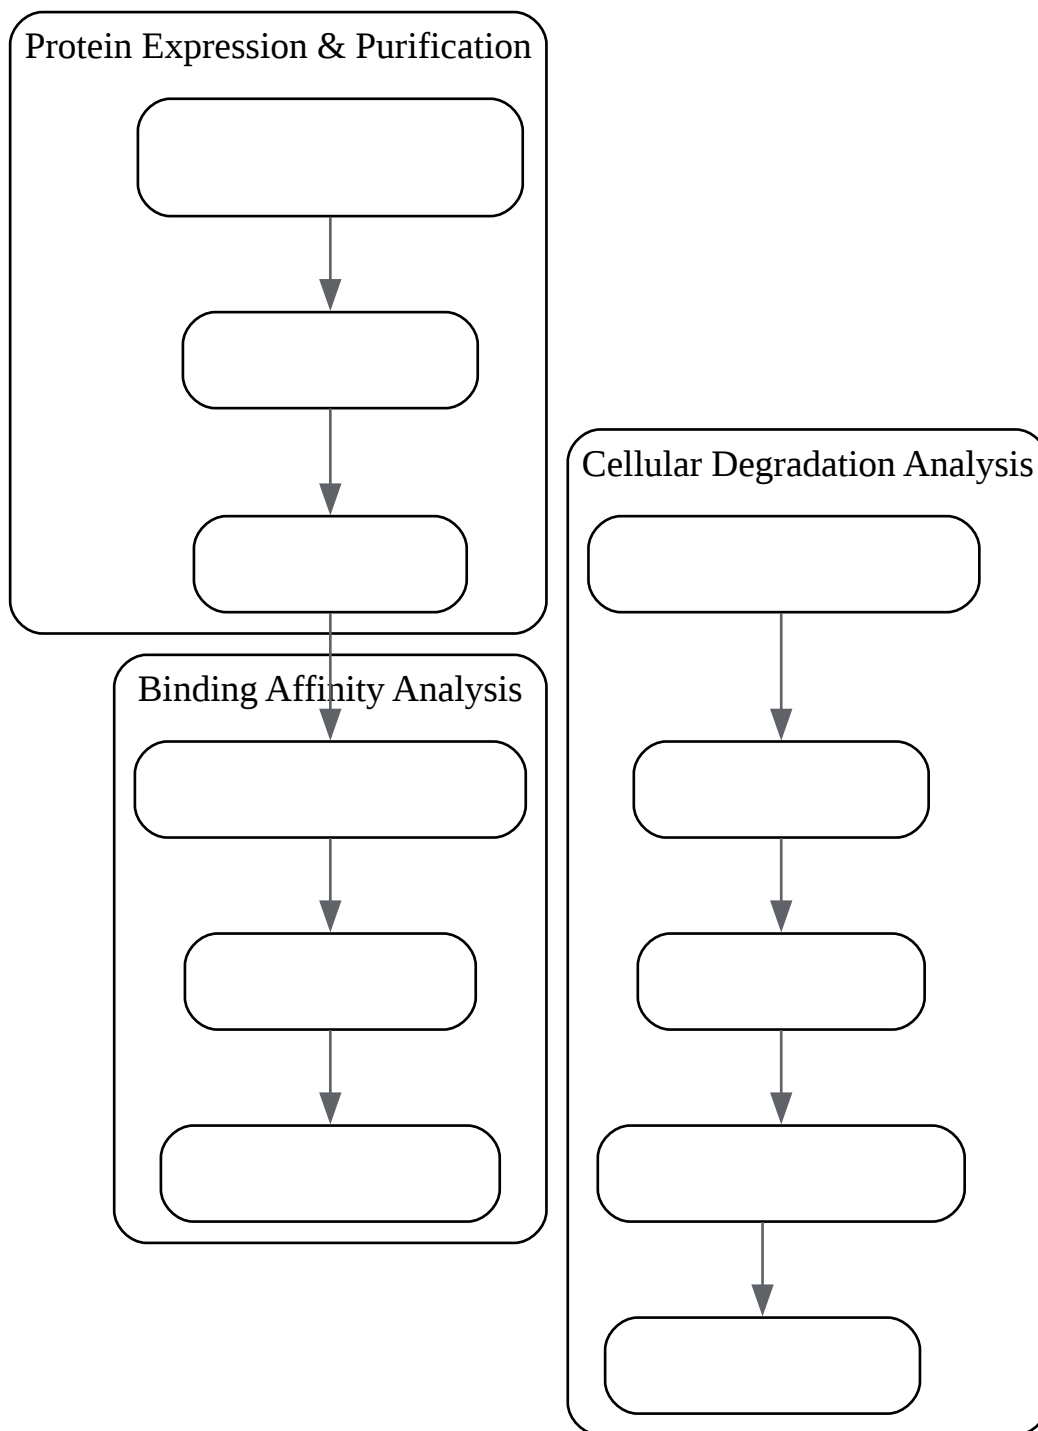 Protein Expression & Purification
Cellular Degradation Analysis
Binding Affinity Analysis